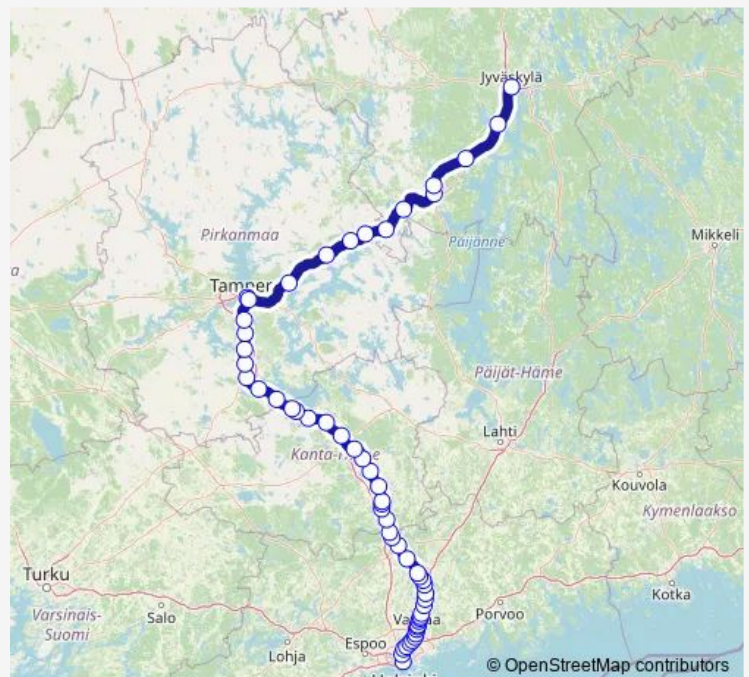 Jyväskylä
Pirkanmaa
Mikkeli
Päijänne
Päijät-Häme
Lahti
Kouvola
Kymenlaakso
Turku
Kotka
Varsinais-
Suomi
Salo
Porvoo
Espoo
Lohja
© OpenStreetMap contributors